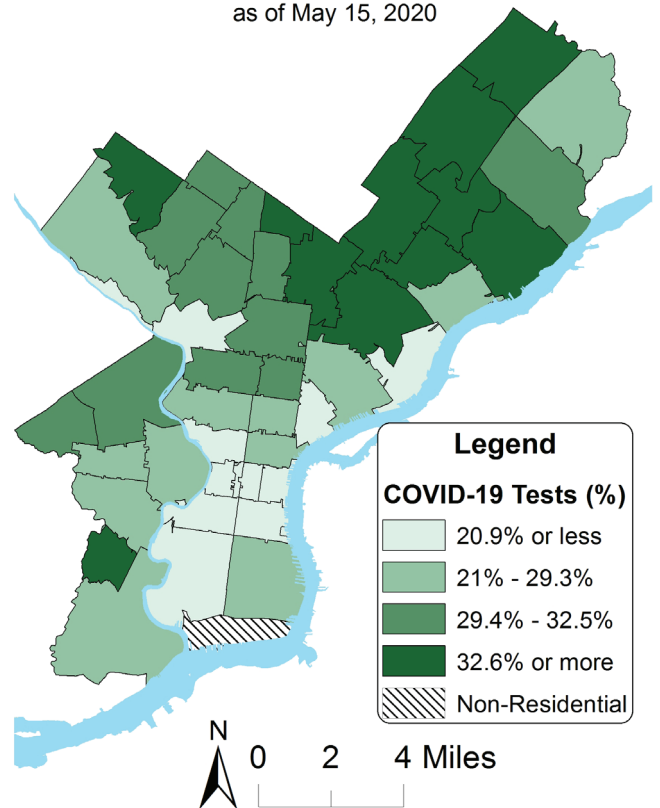 as of May 15, 2020
Legend
COVID-19 Tests (%)
20.9% or less
21% - 29.3%
29.4% - 32.5%
32.6% or more
Non-Residential
N
0 2 4 Miles